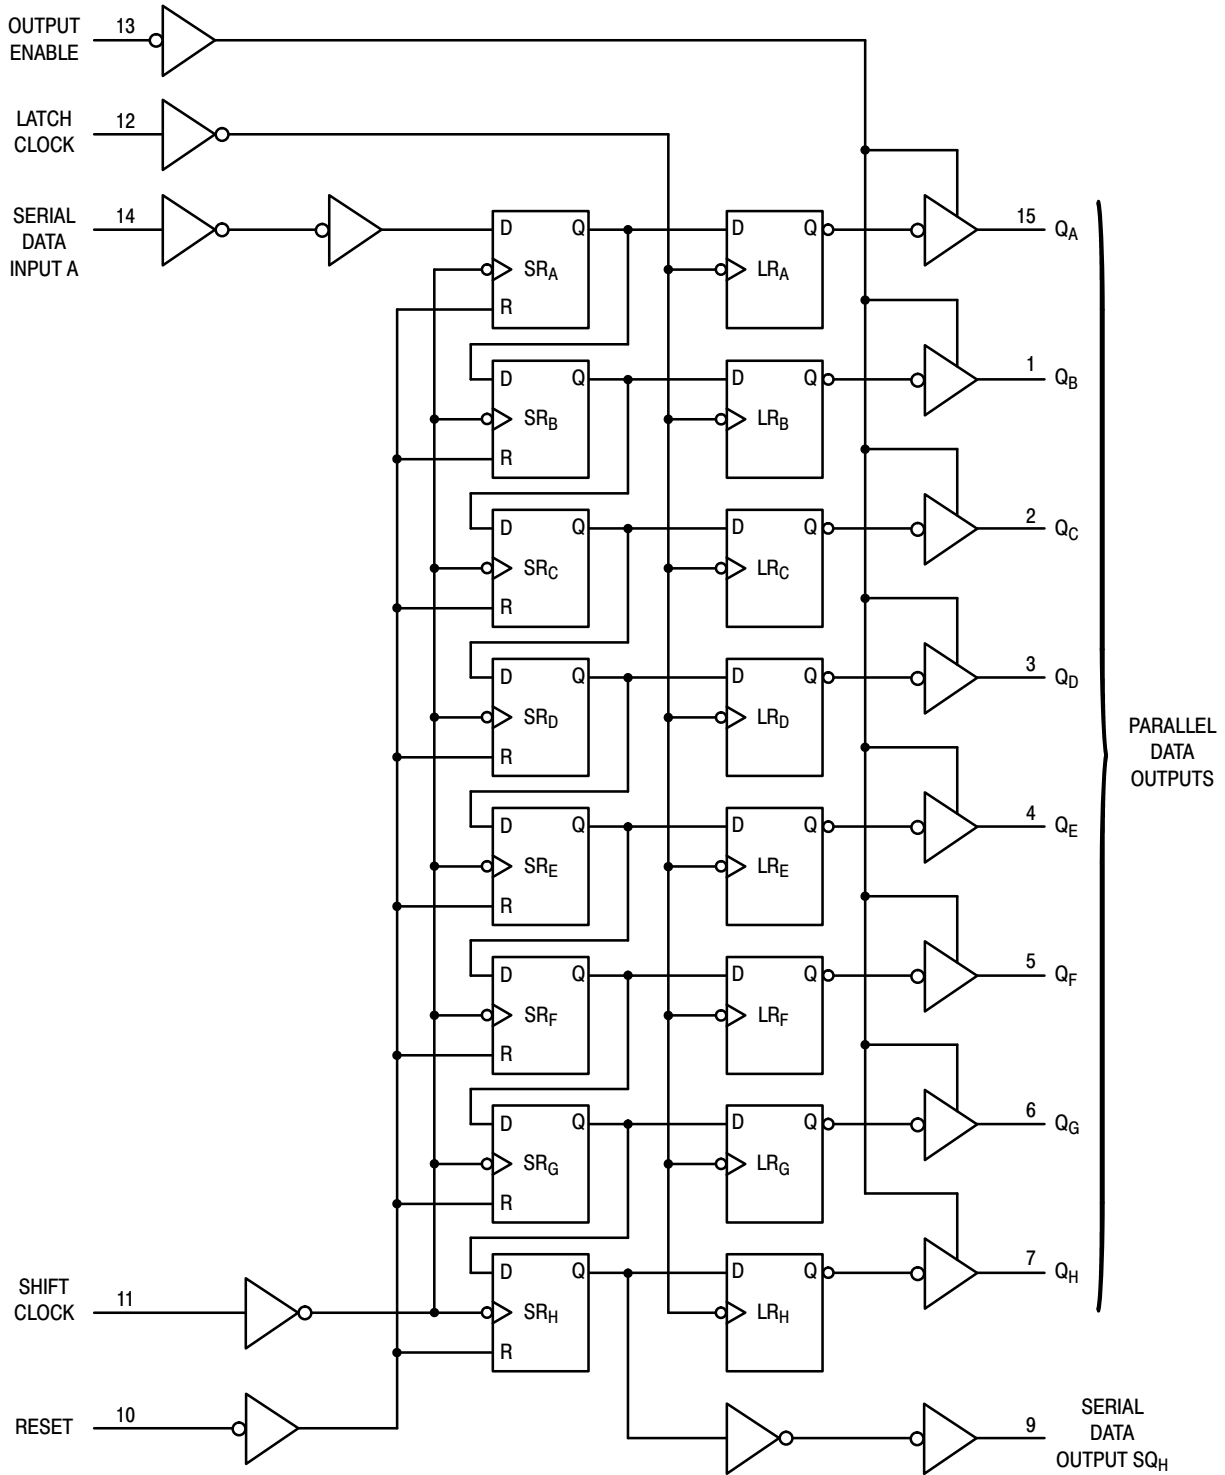 OUTPUT
ENABLE
13
LATCH
CLOCK
12
SERIAL
DATA
INPUT A
14
D Q
SRA
R
D Q
LRA
15 QA
D Q
SRB
R
D Q
LRB
1 QB
D Q
SRC
R
D Q
LRC
2 QC
D Q
SRD
R
D Q
LRD
3 QD
PARALLEL
DATA
OUTPUTS
D Q
SRE
R
D Q
LRE
4 QE
D Q
SRF
R
D Q
LRF
5 QF
D Q
SRG
R
D Q
LRG
6 QG
D Q
SRH
R
D Q
LRH
7 QH
SHIFT
CLOCK
11
RESET
10
9
SERIAL
DATA
OUTPUT SQH